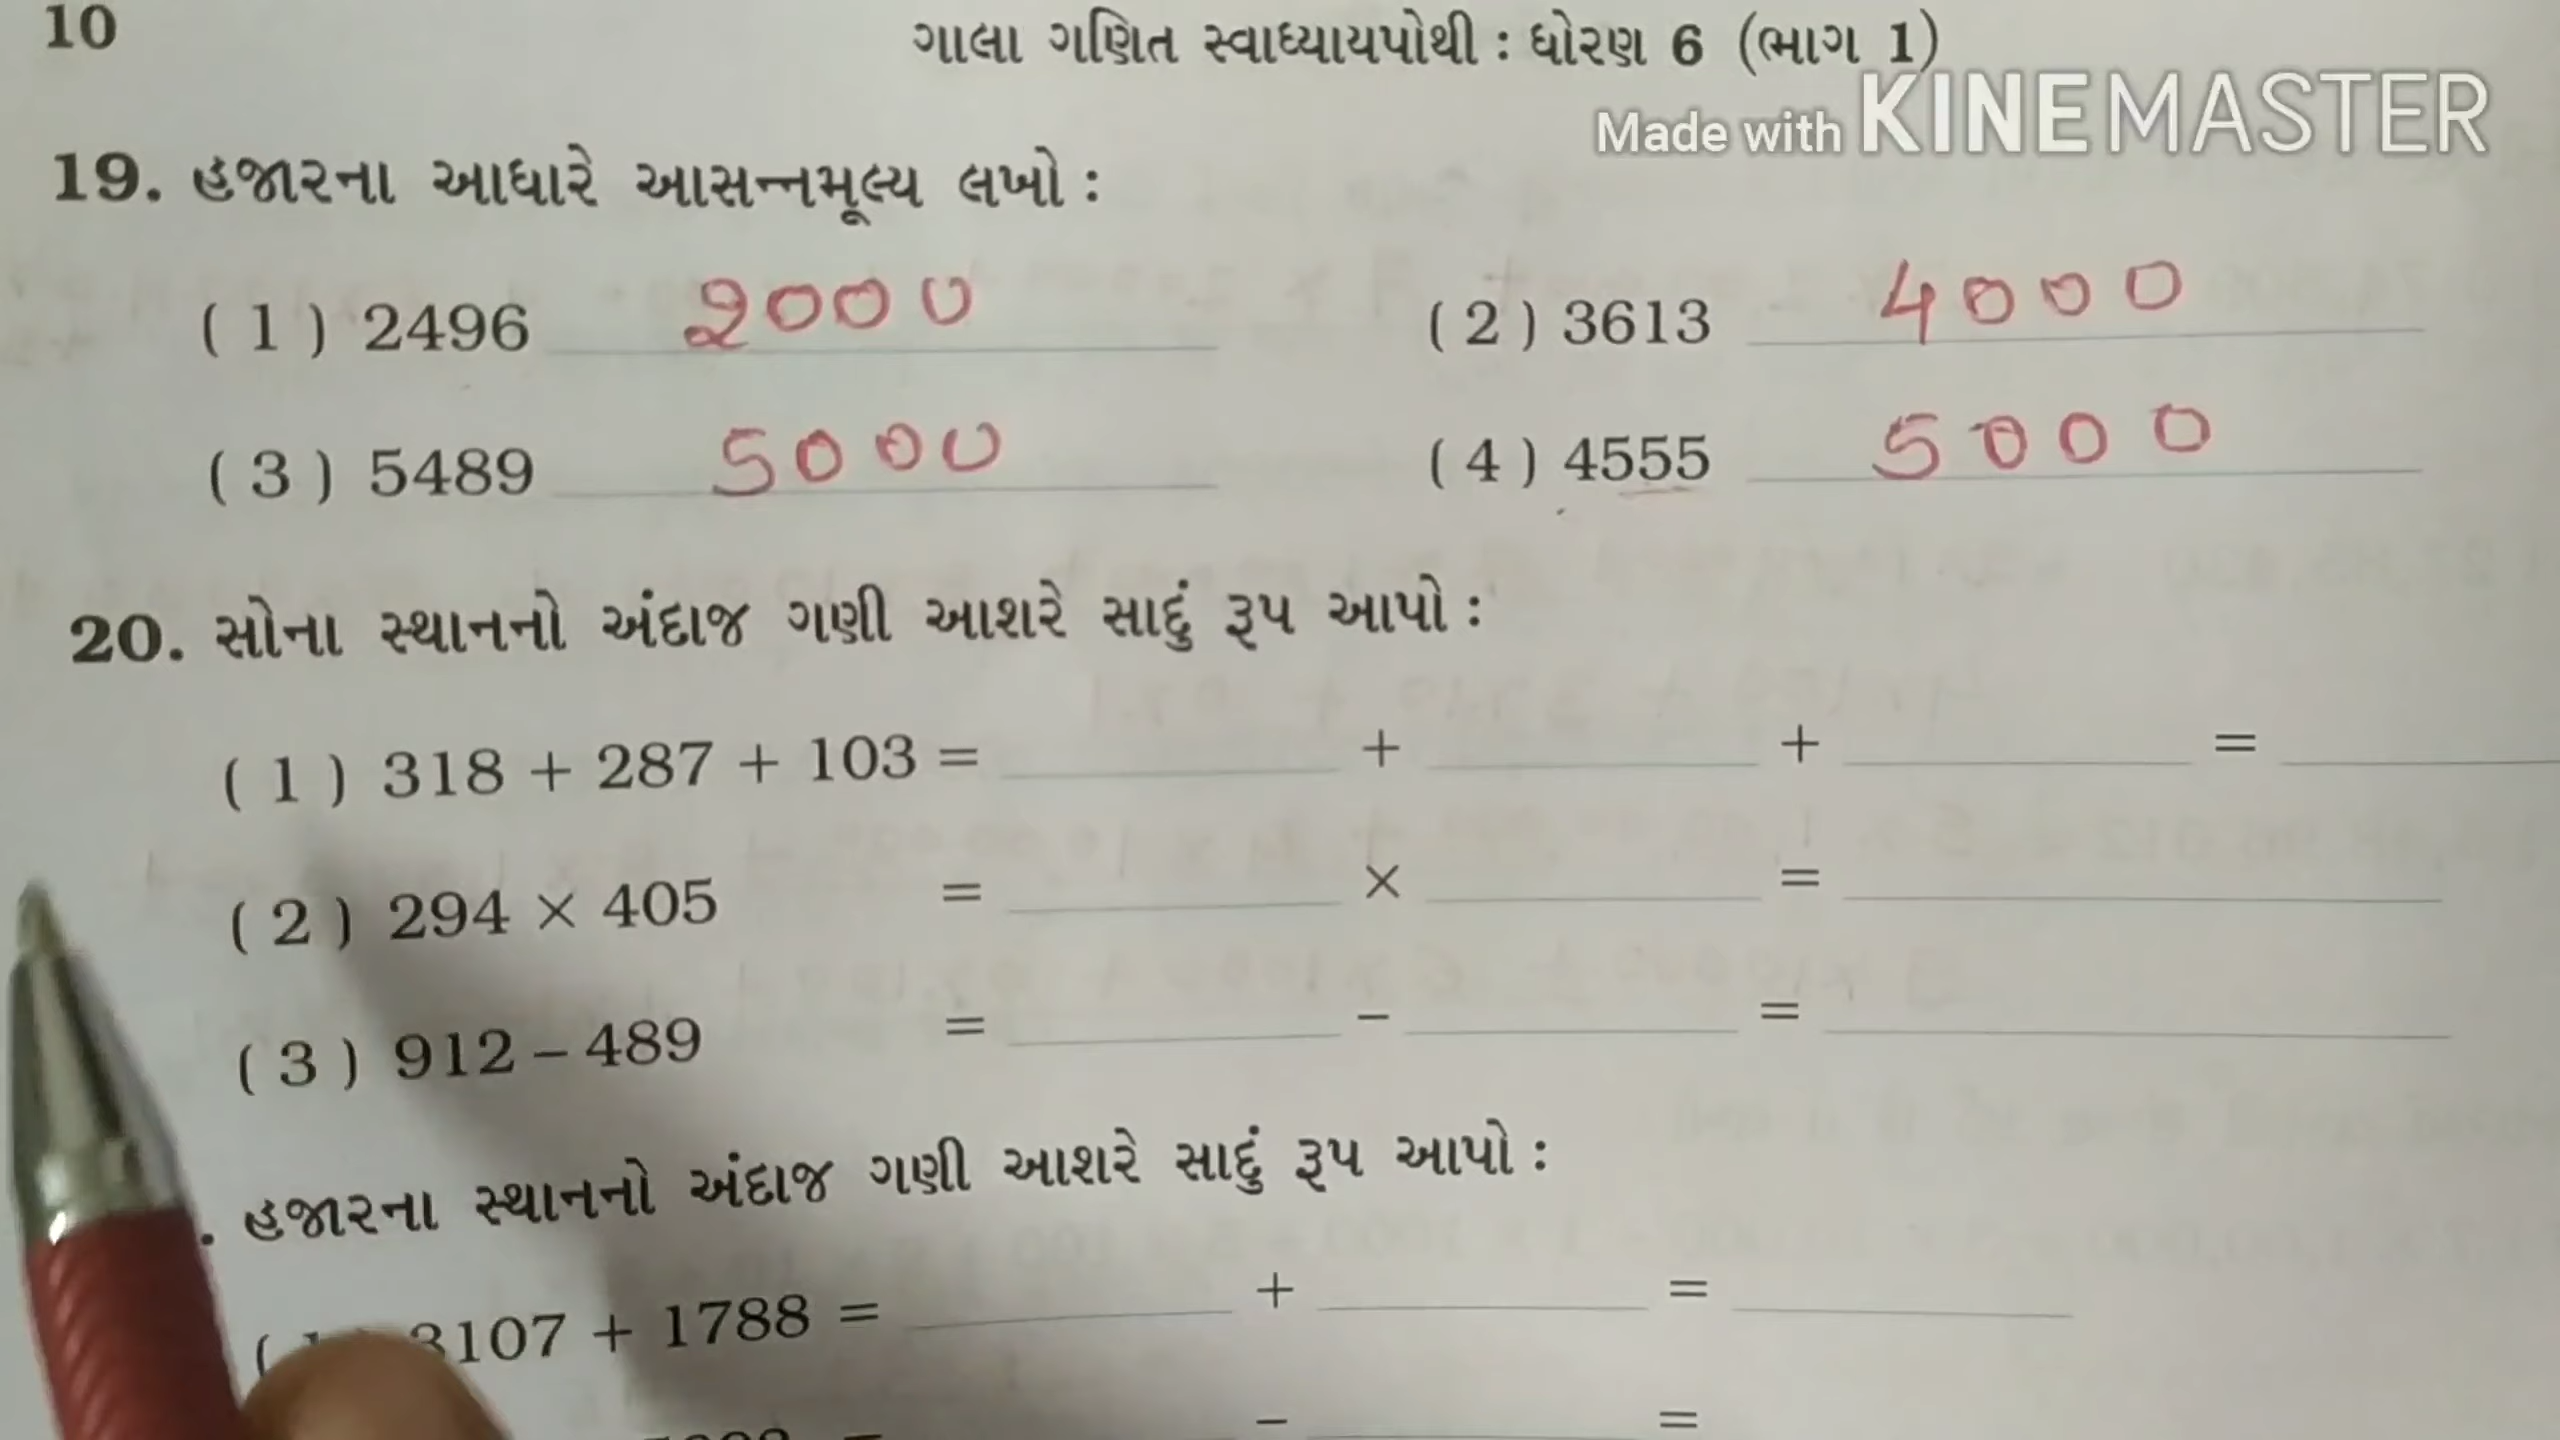 10 ગાલા ગણિત સ્વાધ્યાયપોથી : ધોરણ 6 (ભાગ 1)
Made with KINEMASTER
19. હજારના આધારે આસન્નમૂલ્ય લખો :
( 1 ) 2496 2000 ( 2 ) 3613 4000
( 3 ) 5489 5000 ( 4 ) 4555 5000
20. સોના સ્થાનનો અંદાજ ગણી આશરે સાદું રૂપ આપો :
( 1 ) 318 + 287 + 103 = + + =
( 2 ) 294 × 405 = × =
( 3 ) 912 – 489 = – =
. હજારના સ્થાનનો અંદાજ ગણી આશરે સાદું રૂપ આપો :
3107 + 1788 = + =
= – =